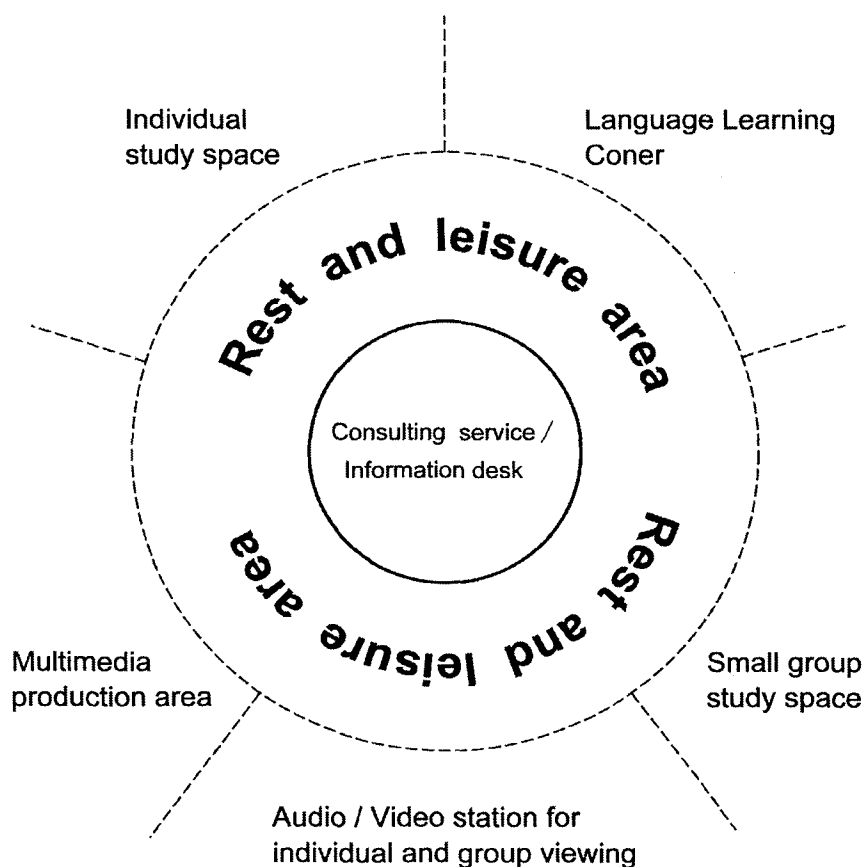 Individual
study space
Language Learning
Coner
Rest and leisure area
Consulting service /
Information desk
Rest and leisure area
Multimedia
production area
Small group
study space
Audio / Video station for
individual and group viewing